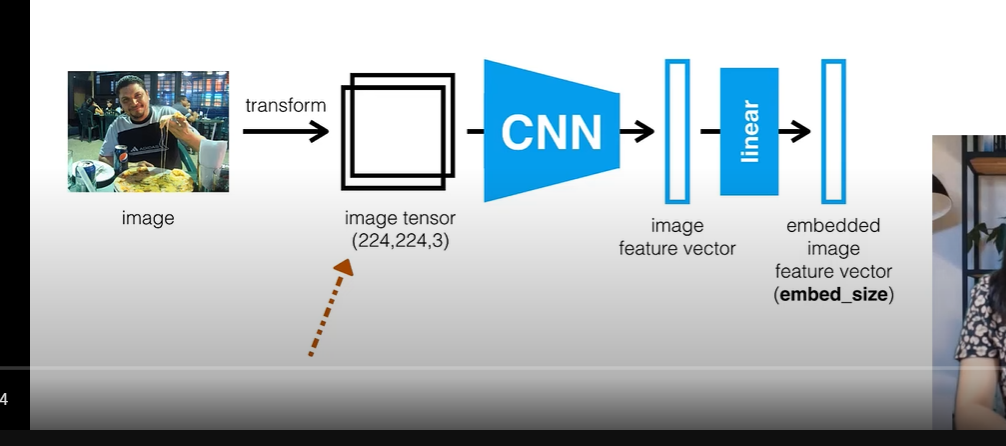 transform
CNN
linear
image
image tensor
(224,224,3)
image
feature vector
embedded
image
feature vector
(embed_size)
4